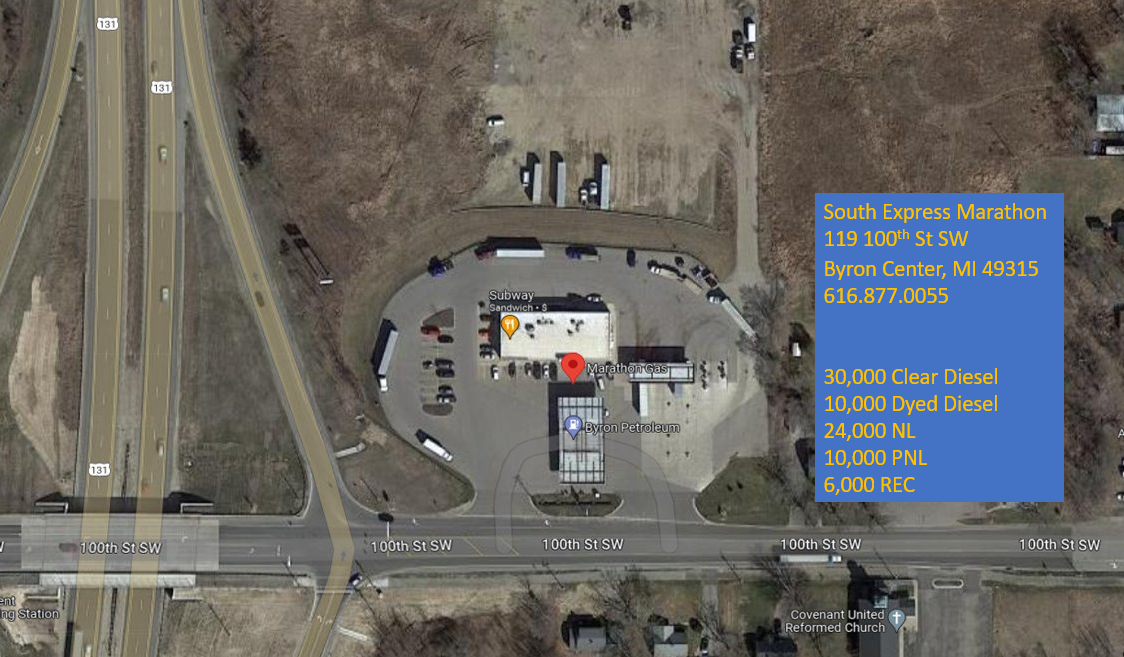 131
131
South Express Marathon
119 100th St SW
Byron Center, MI 49315
616.877.0055
Subway
Sandwich • $
Marathon Gas
30,000 Clear Diesel
10,000 Dyed Diesel
24,000 NL
10,000 PNL
6,000 REC
Byron Petroleum
131
100th St SW
100th St SW
100th St SW
100th St SW
100th St SW
ng Station
Covenant United
Reformed Church